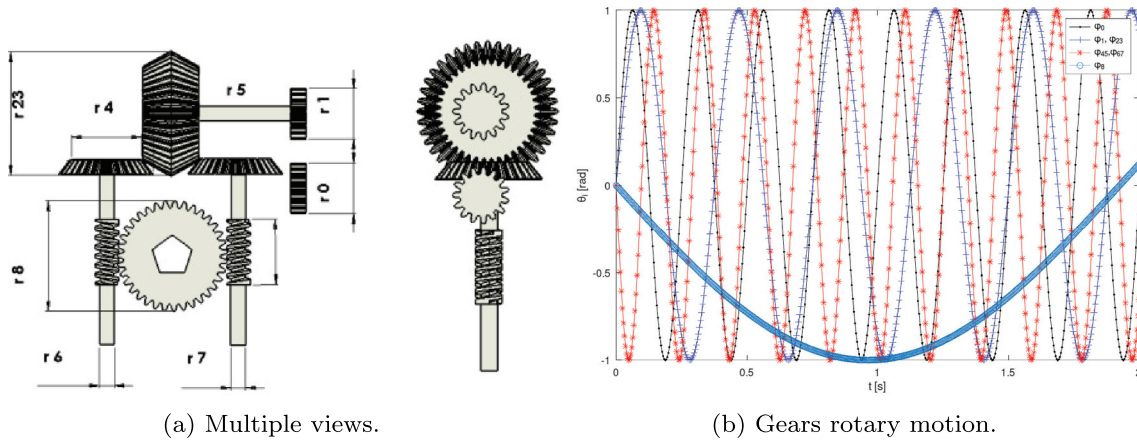 r 23
r 4
r 5
r 1
r 0
r 8
r 6
r 7
1
0.5
0
-0.5
-1
θᵢ [rad]
0
0.5
1
1.5
2
t [s]
φ₀
φ₁, φ₂₃
φ₄₅,φ₆₇
φ₈
(a) Multiple views.
(b) Gears rotary motion.